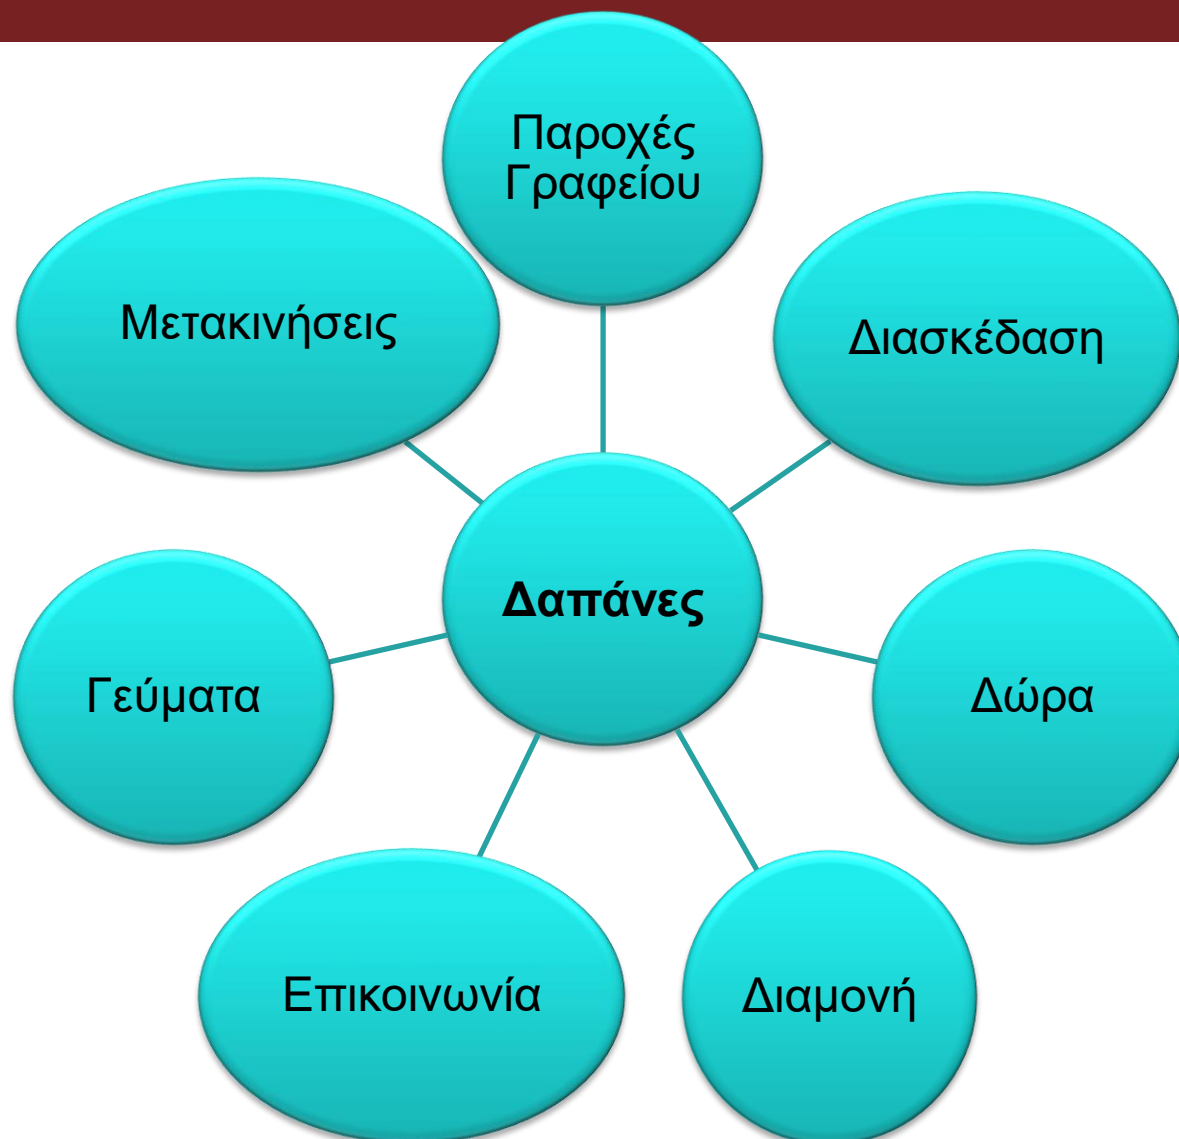 Παροχές
Γραφείου
Μετακινήσεις
Διασκέδαση
Δαπάνες
Γεύματα
Δώρα
Επικοινωνία
Διαμονή